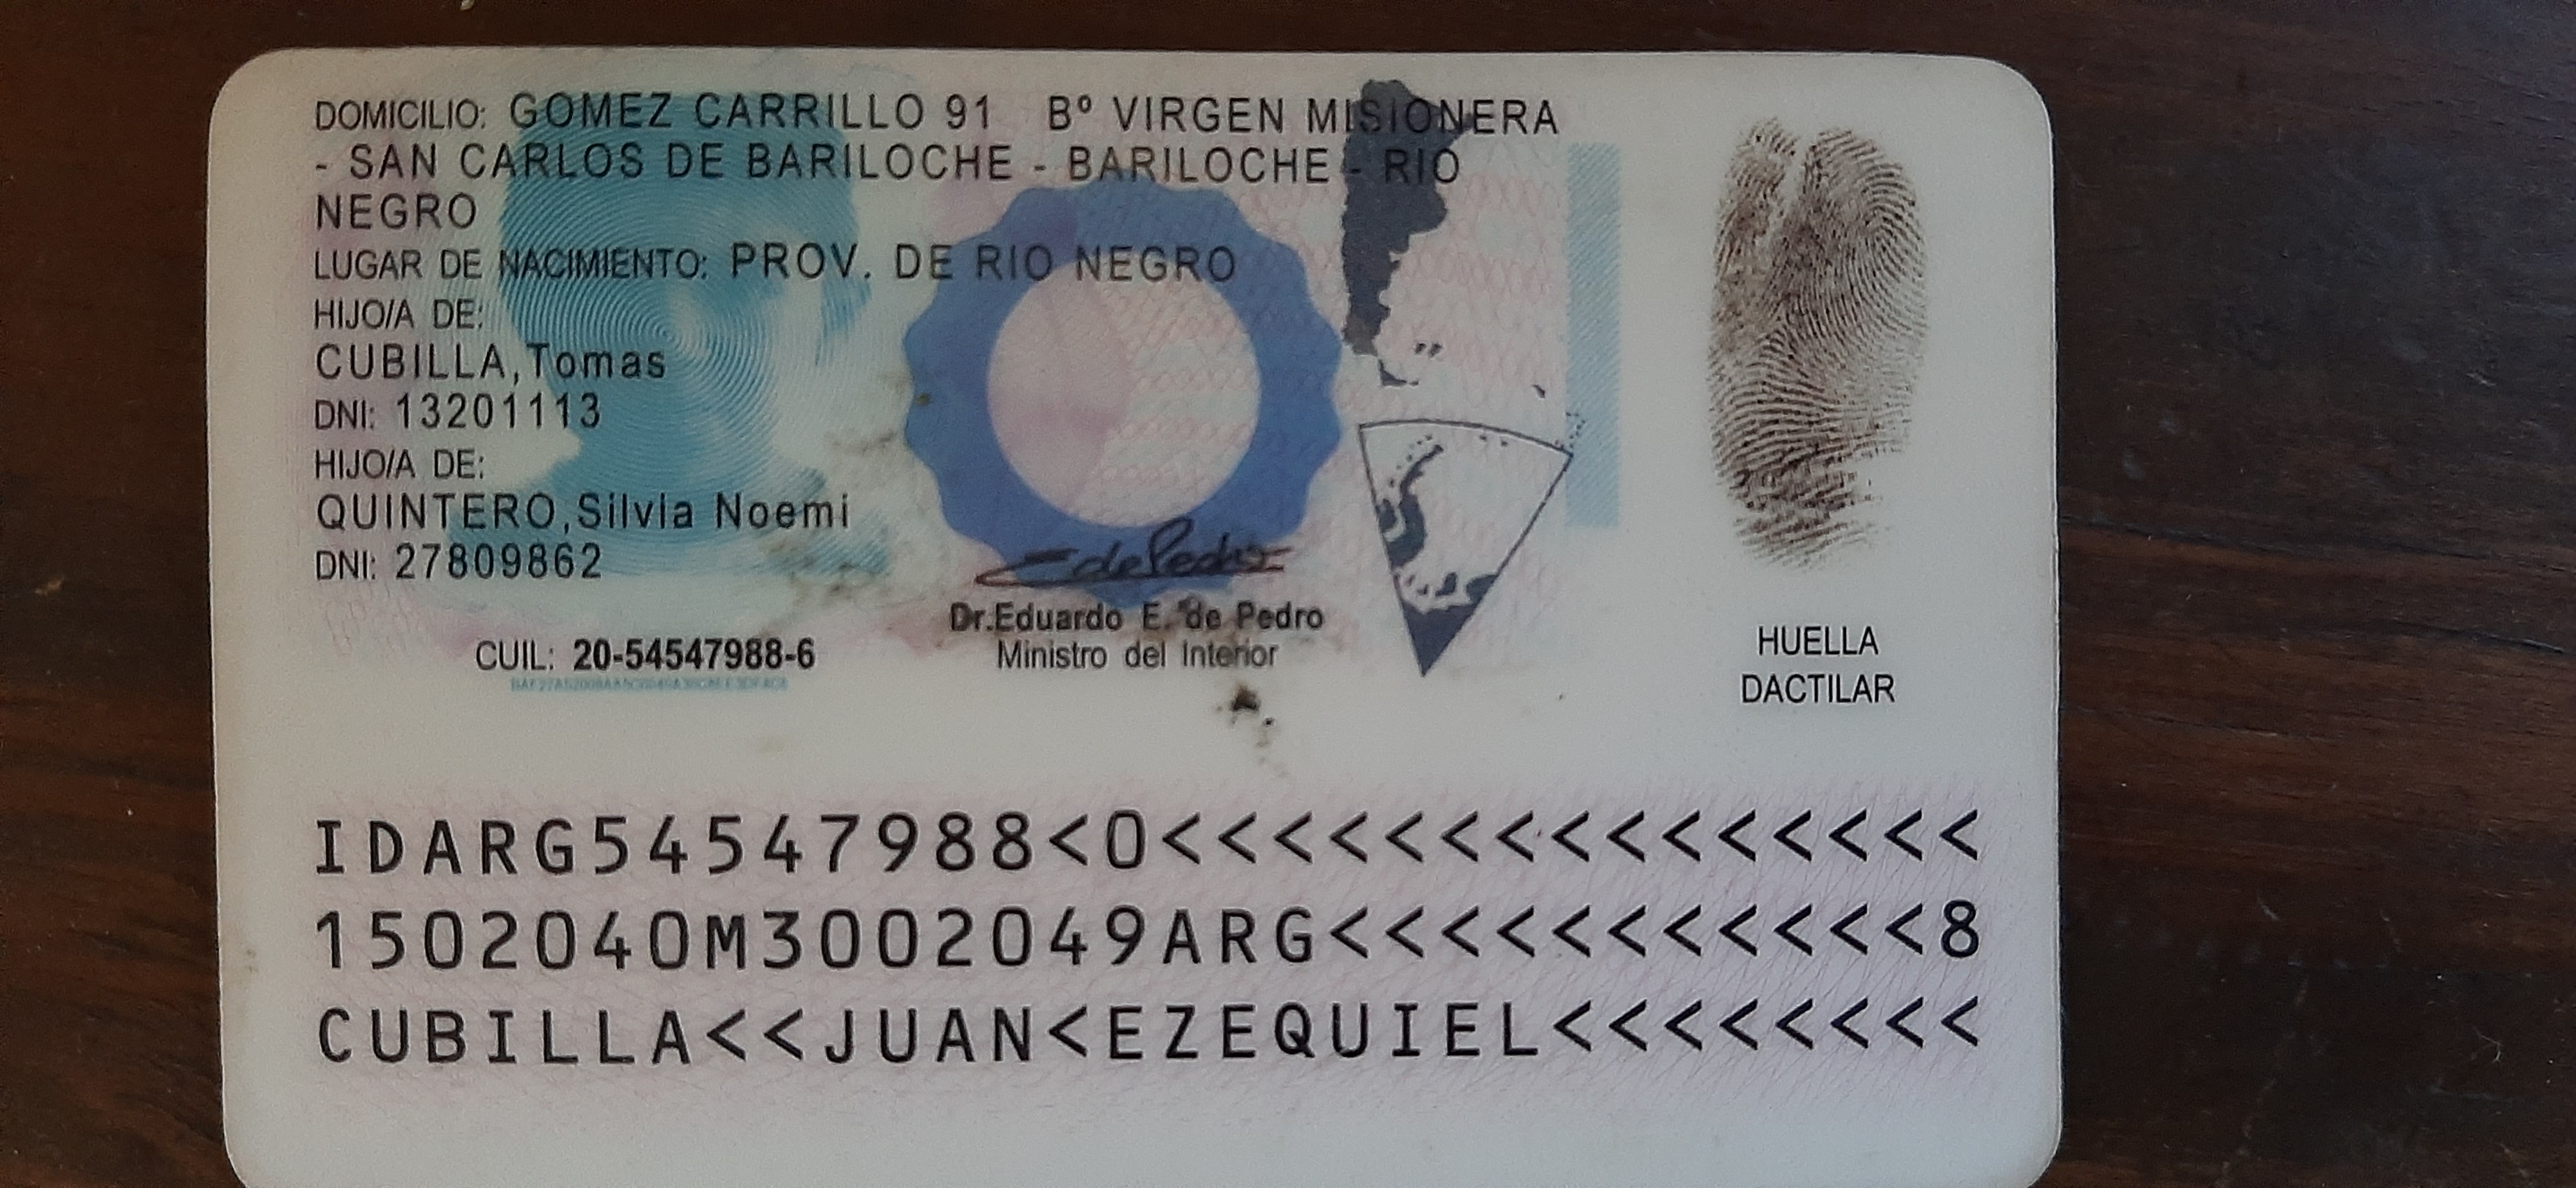 DOMICILIO: GOMEZ CARRILLO 91 Bº VIRGEN MISIONERA
- SAN CARLOS DE BARILOCHE - BARILOCHE - RIO
NEGRO
LUGAR DE NACIMIENTO: PROV. DE RIO NEGRO
HIJO/A DE:
CUBILLA,Tomas
DNI: 13201113
HIJO/A DE:
QUINTERO,Silvia Noemi
DNI: 27809862
CUIL: 20-54547988-6
Dr.Eduardo E. de Pedro
Ministro del Interior
HUELLA
DACTILAR
IDARG54547988<0<<<<<<<<<<<<<<<
1502040M3002049ARG<<<<<<<<<<<8
CUBILLA<<JUAN<EZEQUIEL<<<<<<<<